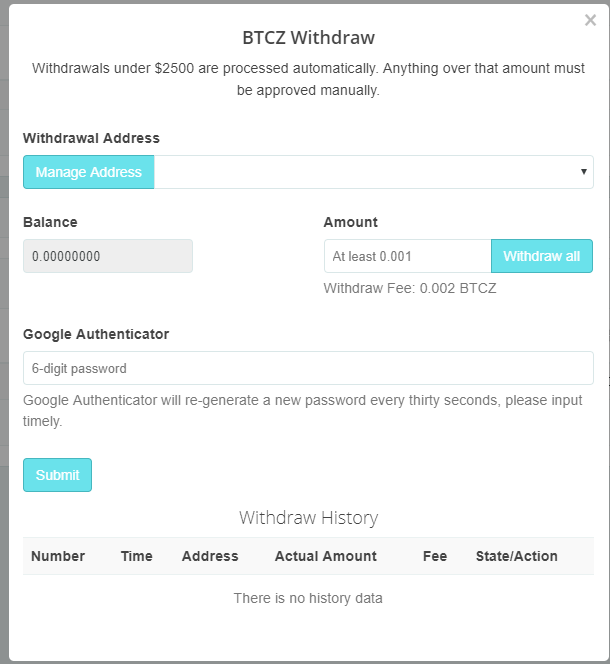 ×
BTCZ Withdraw
Withdrawals under $2500 are processed automatically. Anything over that amount must
be approved manually.
Withdrawal Address
Manage Address
Balance Amount
0.00000000 At least 0.001 Withdraw all
Withdraw Fee: 0.002 BTCZ
Google Authenticator
6-digit password
Google Authenticator will re-generate a new password every thirty seconds, please input
timely.
Submit
Withdraw History
Number Time Address Actual Amount Fee State/Action
There is no history data